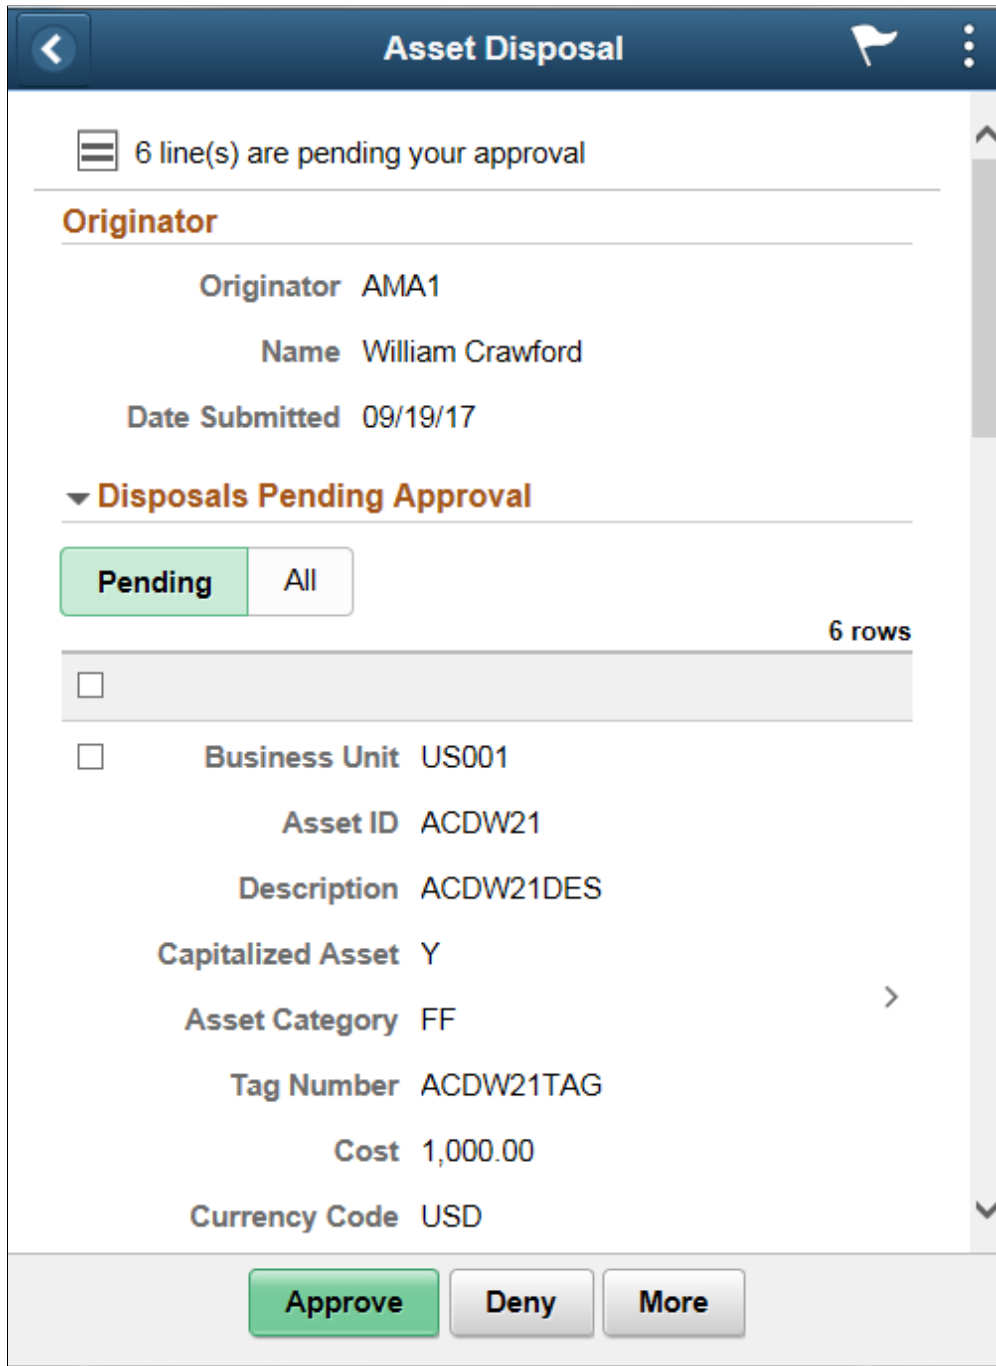 Asset Disposal
6 line(s) are pending your approval
Originator
Originator AMA1
Name William Crawford
Date Submitted 09/19/17
Disposals Pending Approval
Pending All
6 rows
Business Unit US001
Asset ID ACDW21
Description ACDW21DES
Capitalized Asset Y
Asset Category FF
Tag Number ACDW21TAG
Cost 1,000.00
Currency Code USD
Approve Deny More